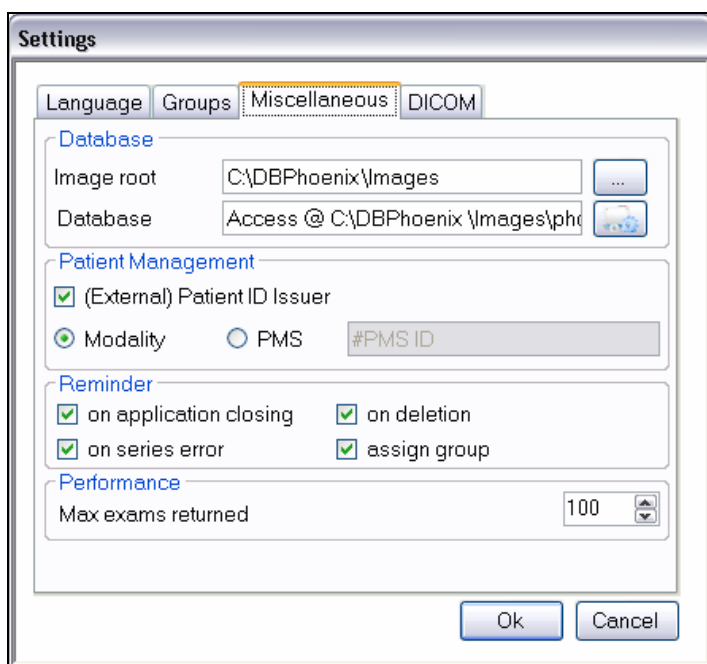 Settings
Language Groups Miscellaneous DICOM
Database
Image root C:\DBPhoenix\Images ...
Database Access @ C:\DBPhoenix \Images\pho
Patient Management
(External) Patient ID Issuer
Modality PMS #PMS ID
Reminder
on application closing on deletion
on series error assign group
Performance
Max exams returned 100
Ok Cancel